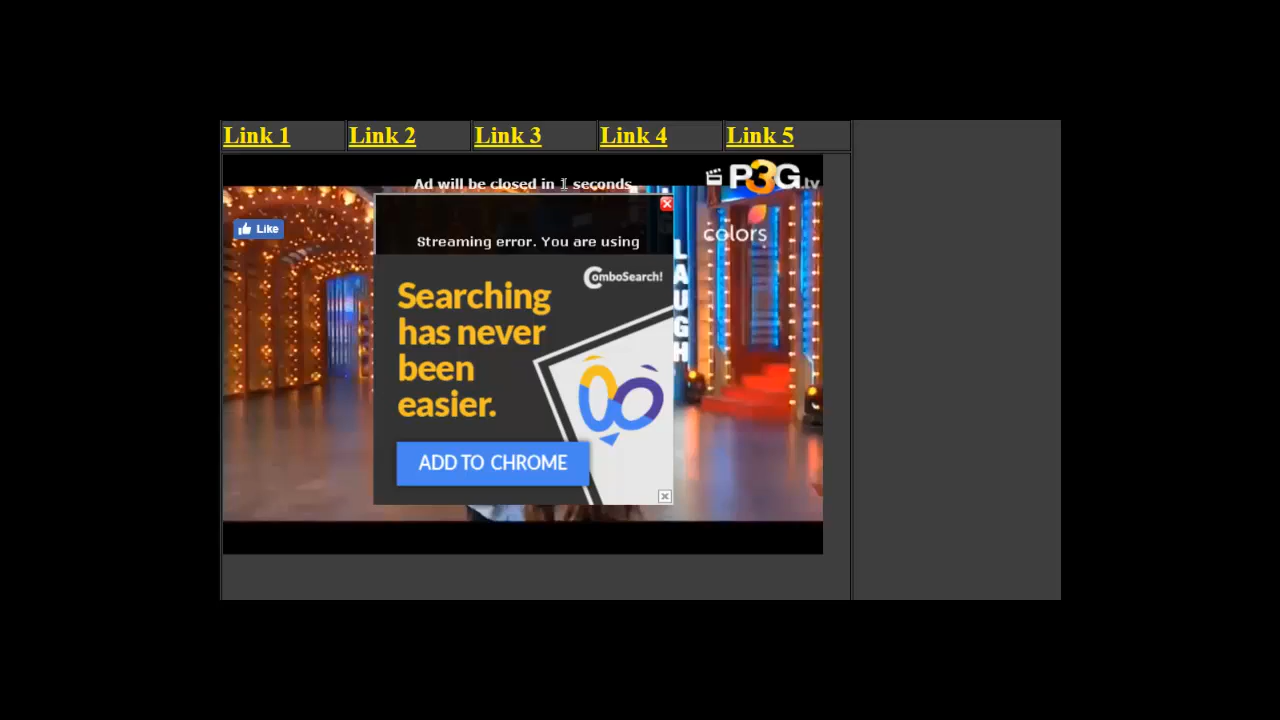 Link 1 Link 2 Link 3 Link 4 Link 5
P3G.tv
Ad will be closed in 1 seconds
Like
colors
Streaming error. You are using
ComboSearch!
Searching
has never
been
easier.
ADD TO CHROME
LAUGH